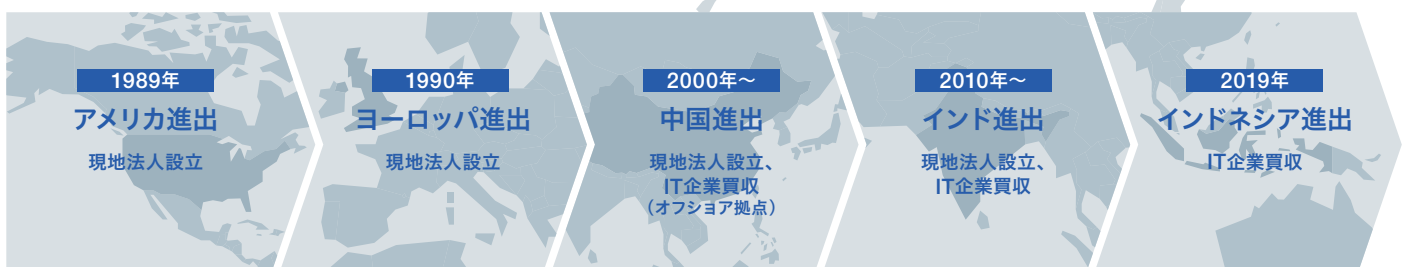 1989年
アメリカ進出
現地法人設立
1990年
ヨーロッパ進出
現地法人設立
2000年～
中国進出
現地法人設立、
IT企業買収
（オフショア拠点）
2010年～
インド進出
現地法人設立、
IT企業買収
2019年
インドネシア進出
IT企業買収